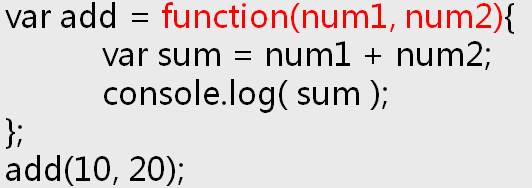 var add = function(num1, num2){
var sum = num1 + num2;
console.log( sum );
};
add(10, 20);